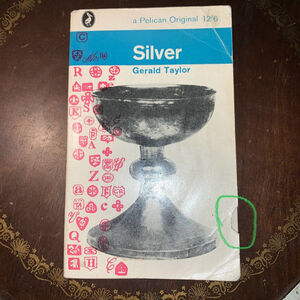 a Pelican Original 12'6
Silver
Gerald Taylor
C
R
Z
S
K
F
A
Z
a
c
Y
Q
R
H
C